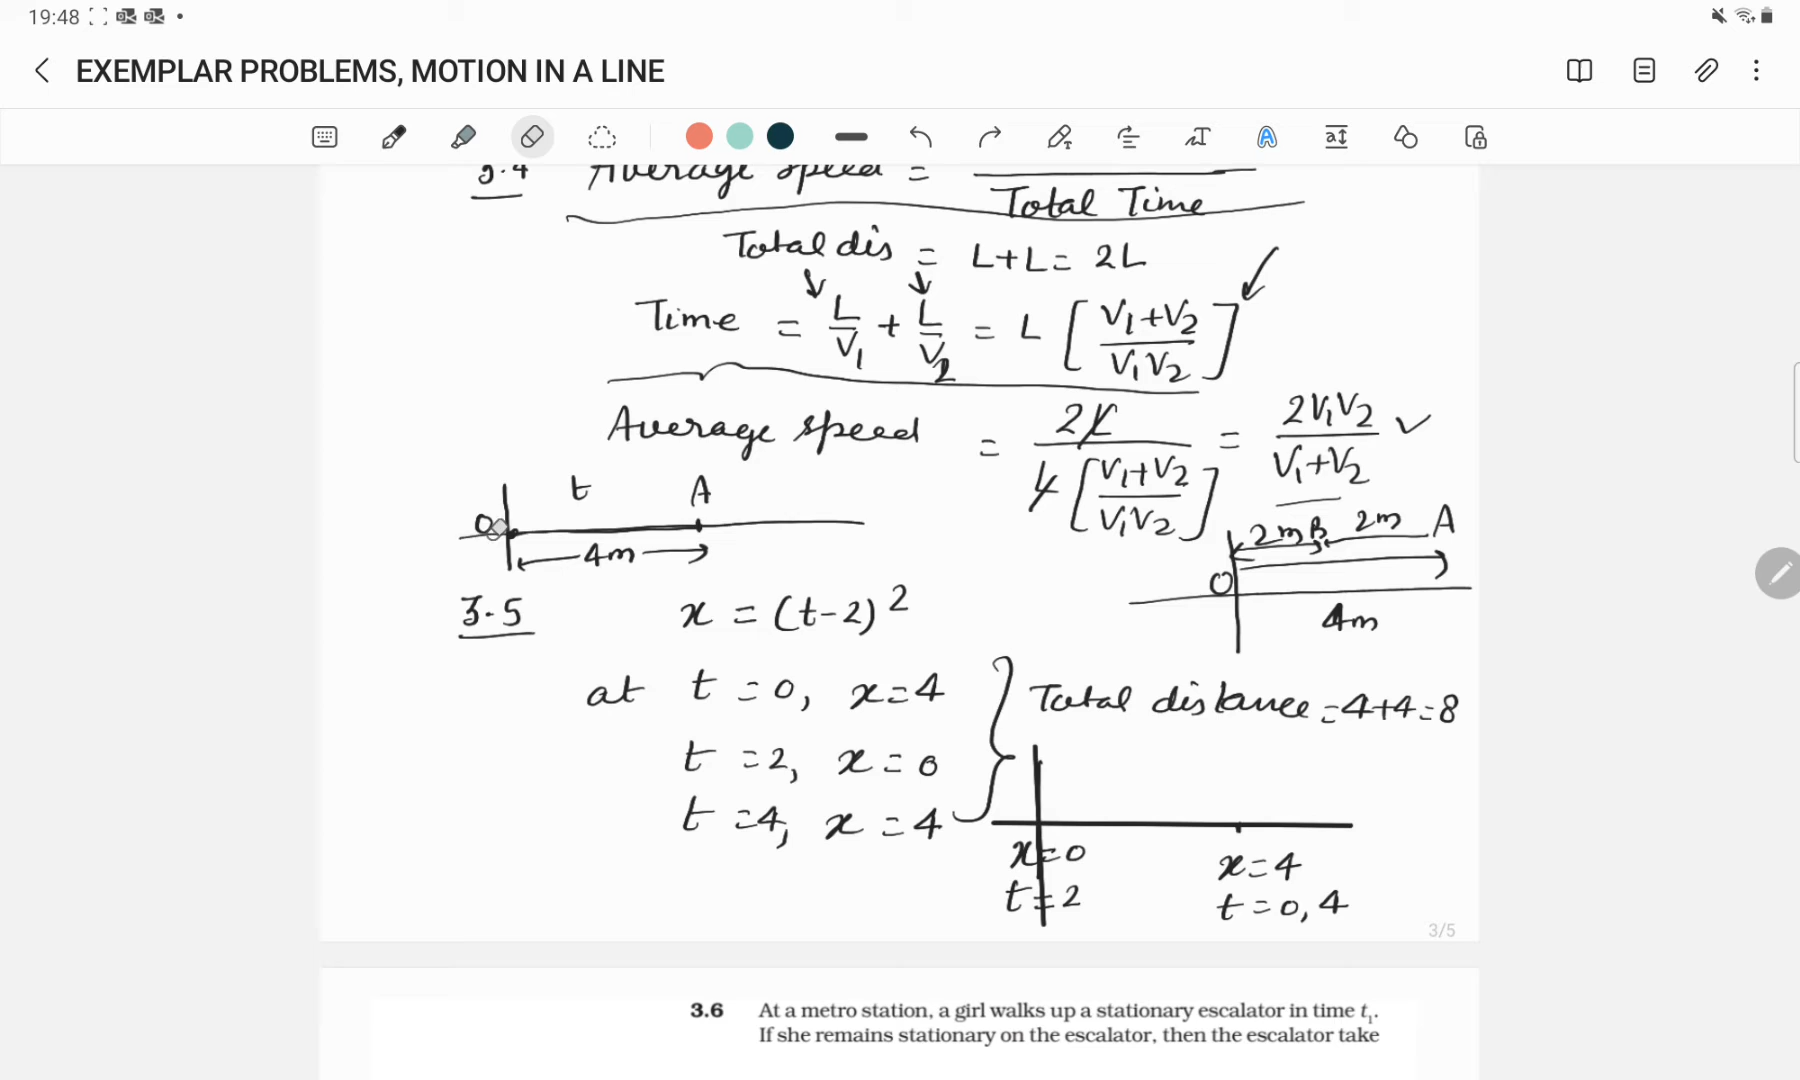 19:48
EXEMPLAR PROBLEMS, MOTION IN A LINE
3.4 Average speed = 
Total Time
Total dis = L+L= 2L
Time = L/V1 + L/V2 = L [V1+V2/V1V2]
Average speed = 2L/L[V1+V2/V1V2] = 2V1V2/V1+V2 ✓
O t A
4m
2m B 2m A
O
4m
3.5 x = (t-2)²
at t=0, x=4
t=2, x=0
t=4, x=4
Total distance =4+4=8
x=0 x=4
t=2 t=0,4
3/5
3.6 At a metro station, a girl walks up a stationary escalator in time t1.
If she remains stationary on the escalator, then the escalator take